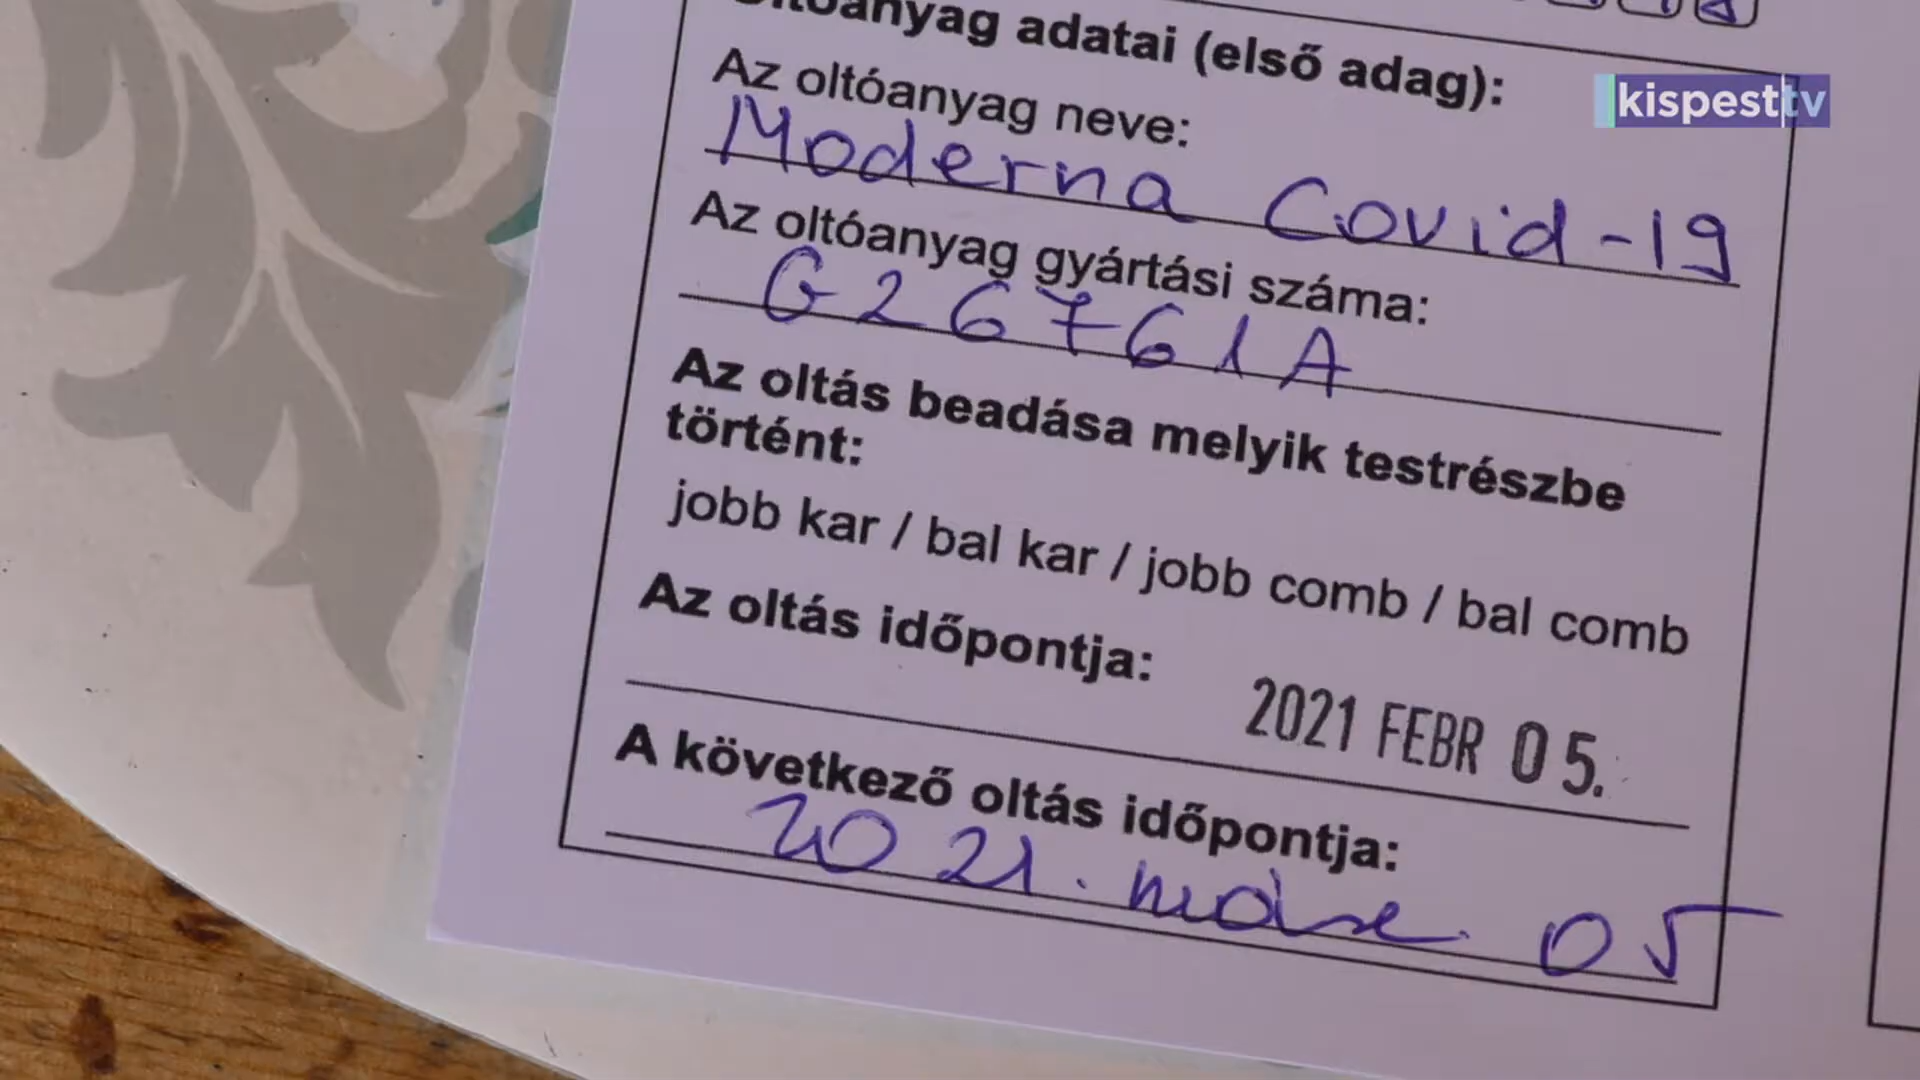 Oltóanyag adatai (első adag):
kispest tv
Az oltóanyag neve:
Moderna Covid-19
Az oltóanyag gyártási száma:
G26761A
Az oltás beadása melyik testrészbe
történt:
jobb kar / bal kar / jobb comb / bal comb
Az oltás időpontja:
2021 FEBR 05.
A következő oltás időpontja:
2021. márc. 05